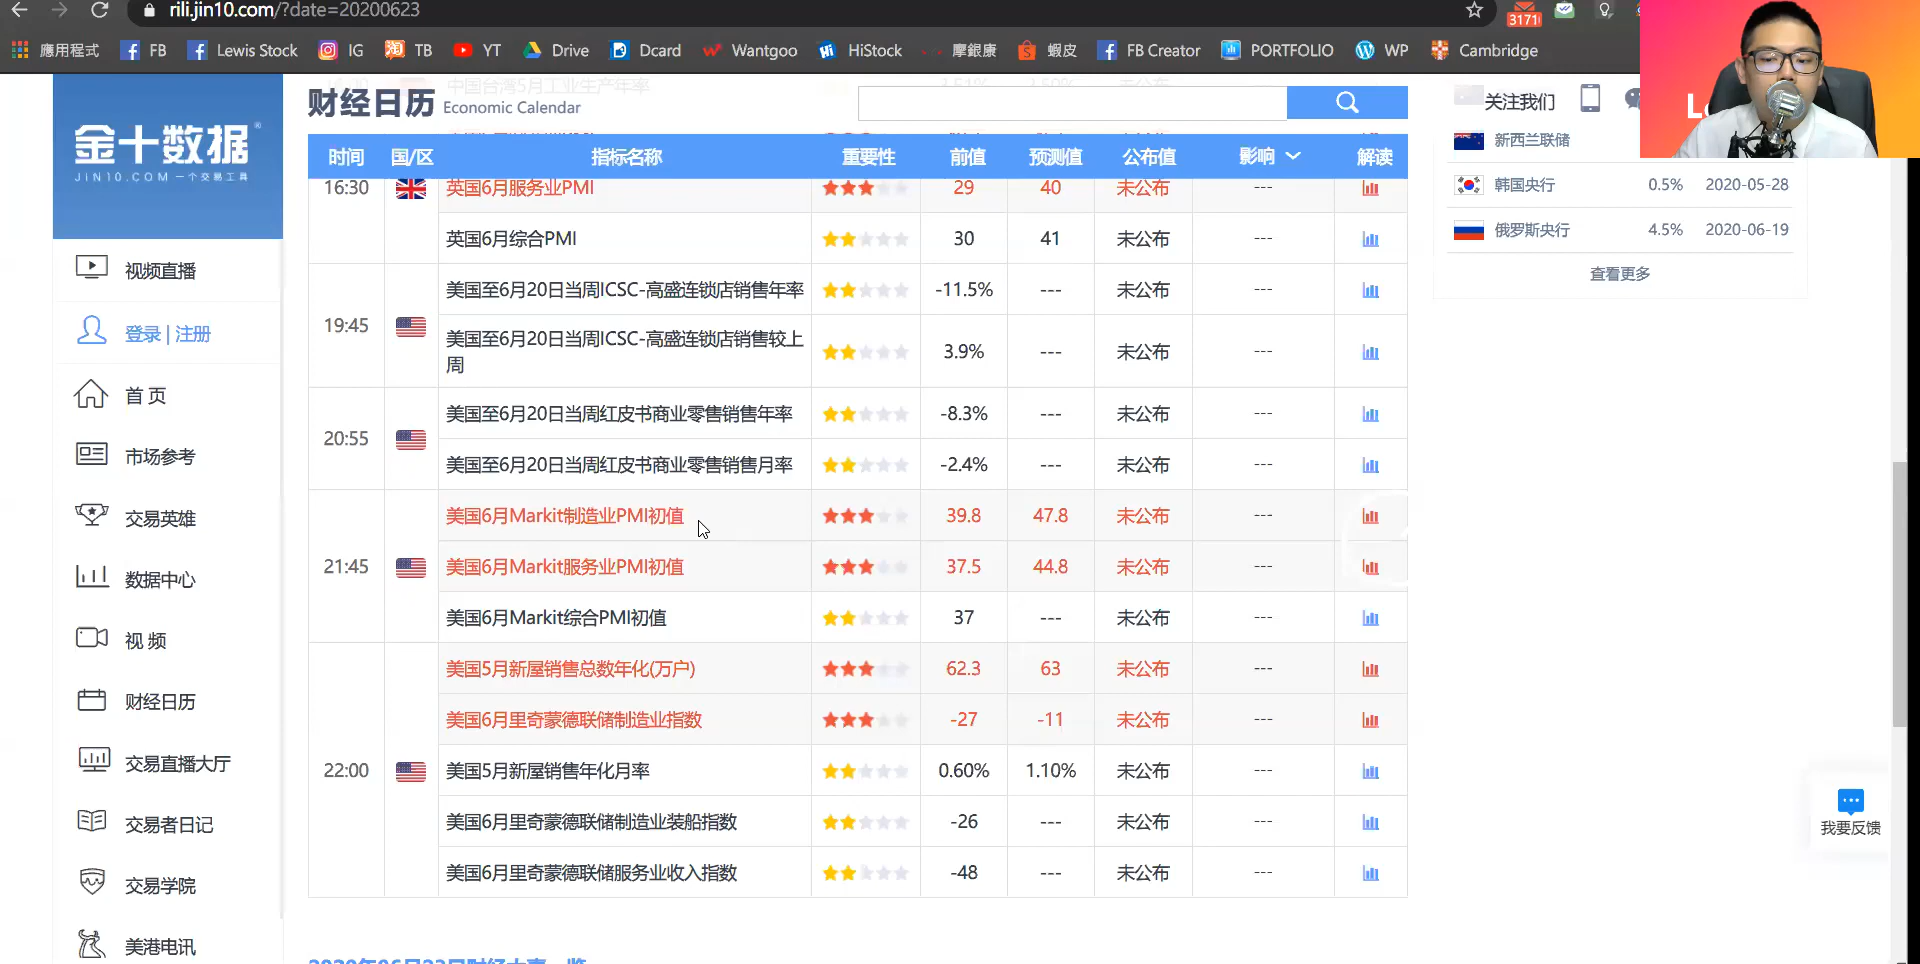 rili.jin10.com/?date=20200623
3171
應用程式 FB Lewis Stock IG TB YT Drive Dcard Wantgoo HiStock 摩銀康 蝦皮 FB Creator PORTFOLIO WP Cambridge
金十数据
JIN10.COM 一个交易工具
视频直播
登录 | 注册
首 页
市场参考
交易英雄
数据中心
视 频
财经日历
交易直播大厅
交易者日记
交易学院
美港电讯
中国台湾5月工业生产年率
财经日历 Economic Calendar
时间 国/区 指标名称 重要性 前值 预测值 公布值 影响 解读
16:30 英国6月服务业PMI 29 40 未公布 ---
英国6月综合PMI 30 41 未公布 ---
19:45 美国至6月20日当周ICSC-高盛连锁店销售年率 -11.5% --- 未公布 ---
美国至6月20日当周ICSC-高盛连锁店销售较上
周 3.9% --- 未公布 ---
20:55 美国至6月20日当周红皮书商业零售销售年率 -8.3% --- 未公布 ---
美国至6月20日当周红皮书商业零售销售月率 -2.4% --- 未公布 ---
21:45 美国6月Markit制造业PMI初值 39.8 47.8 未公布 ---
美国6月Markit服务业PMI初值 37.5 44.8 未公布 ---
美国6月Markit综合PMI初值 37 --- 未公布 ---
22:00 美国5月新屋销售总数年化(万户) 62.3 63 未公布 ---
美国6月里奇蒙德联储制造业指数 -27 -11 未公布 ---
美国5月新屋销售年化月率 0.60% 1.10% 未公布 ---
美国6月里奇蒙德联储制造业装船指数 -26 --- 未公布 ---
美国6月里奇蒙德联储服务业收入指数 -48 --- 未公布 ---
关注我们
新西兰联储
韩国央行 0.5% 2020-05-28
俄罗斯央行 4.5% 2020-06-19
查看更多
我要反馈